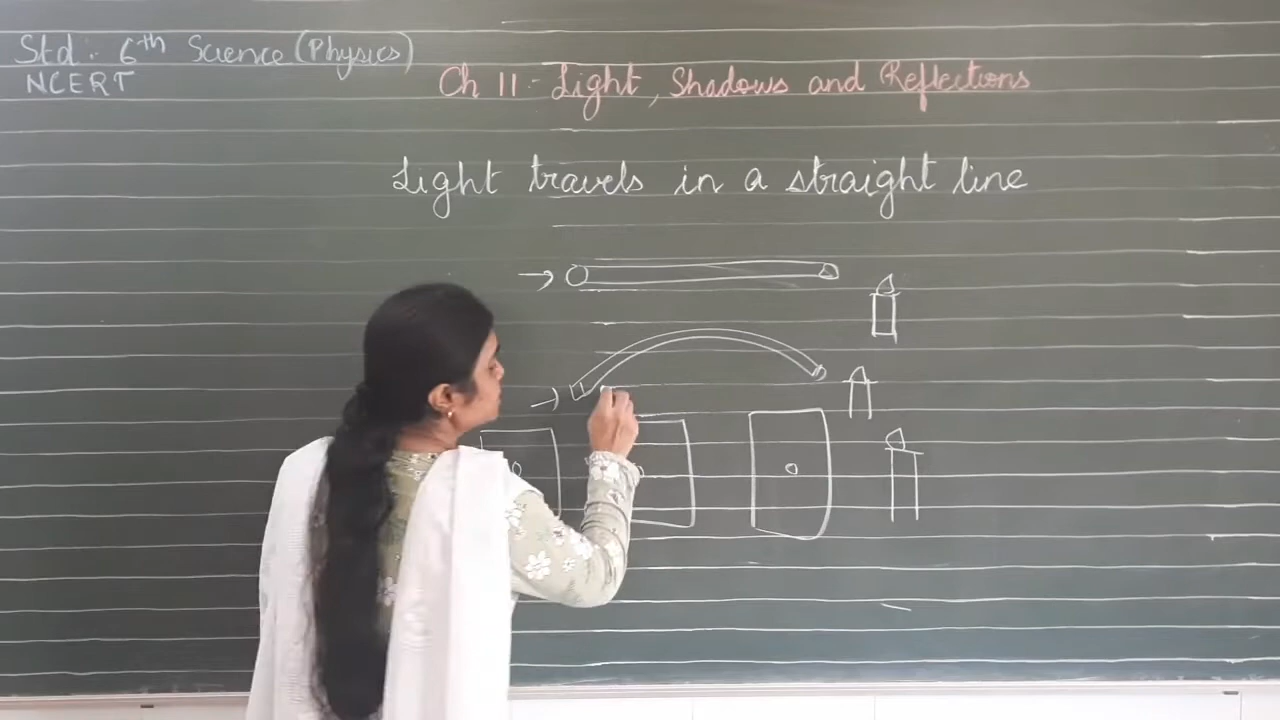 Std :- 6th Science (Physics)
NCERT
Ch 11 :- Light, Shadows and Reflections
Light travels in a straight line